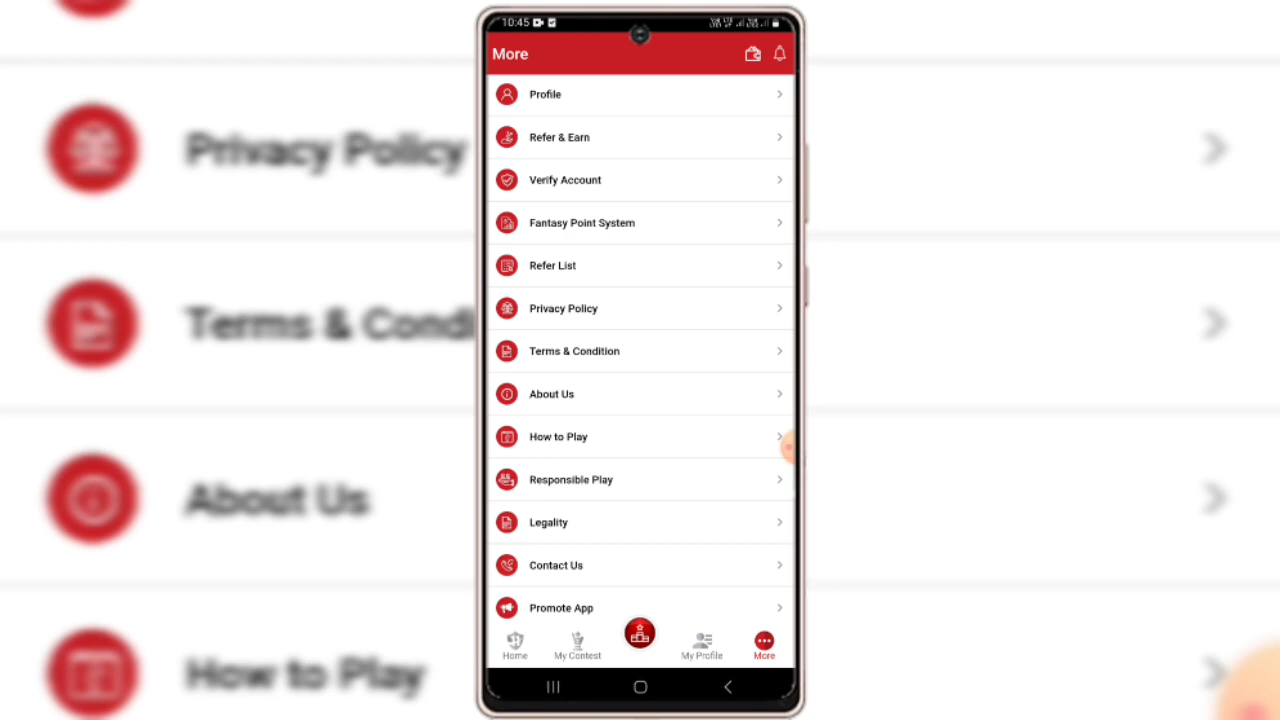 10:45
More
Profile
Refer & Earn
Verify Account
Fantasy Point System
Refer List
Privacy Policy
Terms & Condition
About Us
How to Play
Responsible Play
Legality
Contact Us
Promote App
Home
My Contest
My Profile
More
Privacy Policy
Terms & Condi
About Us
How to Play